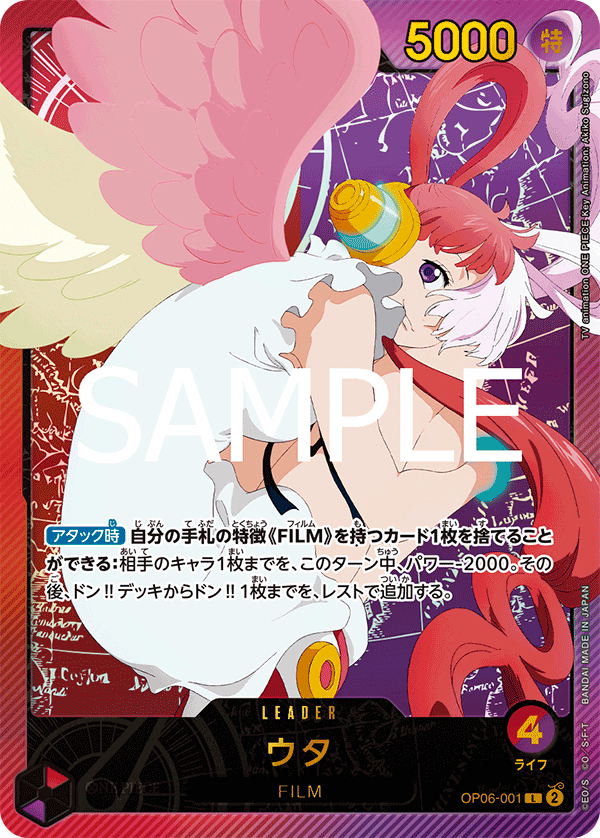 5000
特
TV animation ONE PIECE Key Animation: Akiko Sugizono
SAMPLE
アタック時 自分の手札の特徴《FILM》を持つカード1枚を捨てること
ができる:相手のキャラ1枚までを、このターン中、パワー-2000。その
後、ドン!!デッキからドン!!1枚までを、レストで追加する。
LEADER
ウタ
FILM
4
ライフ
ONE PIECE
OP06-001 L 2
©E/S ©O, S・F・T BANDAI MADE IN JAPAN